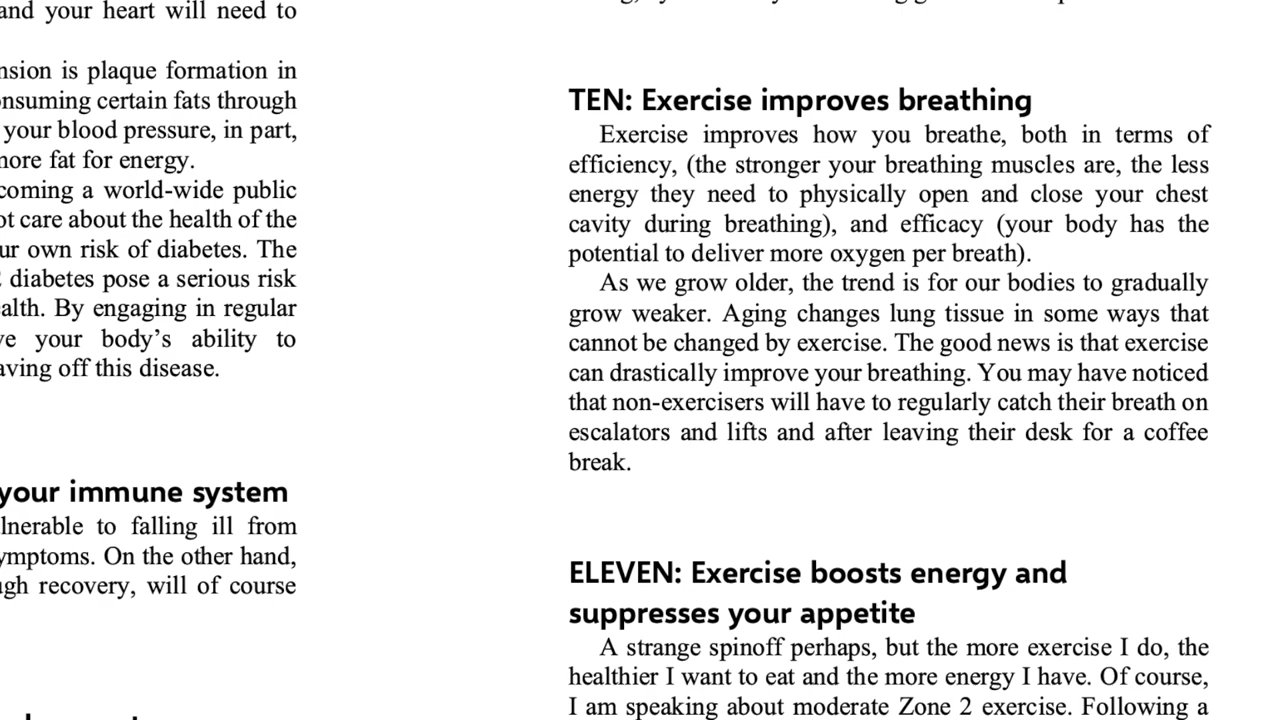 and your heart will need to
nsion is plaque formation in
onsuming certain fats through
your blood pressure, in part,
more fat for energy.
coming a world-wide public
ot care about the health of the
ur own risk of diabetes. The
diabetes pose a serious risk
alth. By engaging in regular
ve your body’s ability to
aving off this disease.
your immune system
lnerable to falling ill from
ymptoms. On the other hand,
ugh recovery, will of course
TEN: Exercise improves breathing
Exercise improves how you breathe, both in terms of
efficiency, (the stronger your breathing muscles are, the less
energy they need to physically open and close your chest
cavity during breathing), and efficacy (your body has the
potential to deliver more oxygen per breath).
As we grow older, the trend is for our bodies to gradually
grow weaker. Aging changes lung tissue in some ways that
cannot be changed by exercise. The good news is that exercise
can drastically improve your breathing. You may have noticed
that non-exercisers will have to regularly catch their breath on
escalators and lifts and after leaving their desk for a coffee
break.
ELEVEN: Exercise boosts energy and
suppresses your appetite
A strange spinoff perhaps, but the more exercise I do, the
healthier I want to eat and the more energy I have. Of course,
I am speaking about moderate Zone 2 exercise. Following a